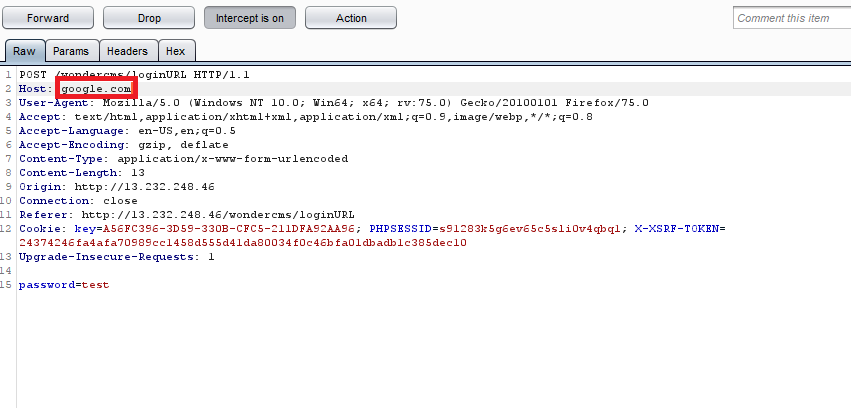 Forward Drop Intercept is on Action Comment this item
Raw Params Headers Hex
1 POST /wondercms/loginURL HTTP/1.1
2 Host: google.com
3 User-Agent: Mozilla/5.0 (Windows NT 10.0; Win64; x64; rv:75.0) Gecko/20100101 Firefox/75.0
4 Accept: text/html,application/xhtml+xml,application/xml;q=0.9,image/webp,*/*;q=0.8
5 Accept-Language: en-US,en;q=0.5
6 Accept-Encoding: gzip, deflate
7 Content-Type: application/x-www-form-urlencoded
8 Content-Length: 13
9 Origin: http://13.232.248.46
10 Connection: close
11 Referer: http://13.232.248.46/wondercms/loginURL
12 Cookie: key=A56FC396-3D59-330B-CFC5-211DFA92AA96; PHPSESSID=s91283k5g6ev65c5sli0v4qbql; X-XSRF-TOKEN=
24374246fa4afa70989cc1458d555d41da80034f0c46bfa01dbadb1c385dec10
13 Upgrade-Insecure-Requests: 1
14
15 password=test